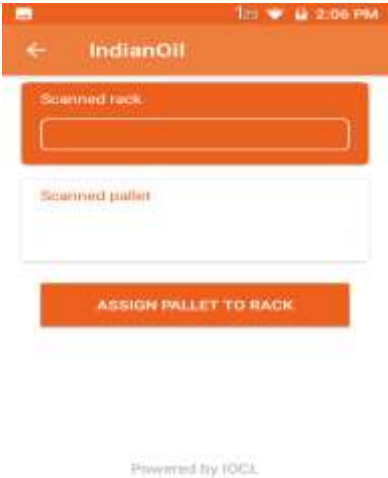 2:06 PM
IndianOil
Scanned rack
Scanned pallet
ASSIGN PALLET TO RACK
Powered by IOCL